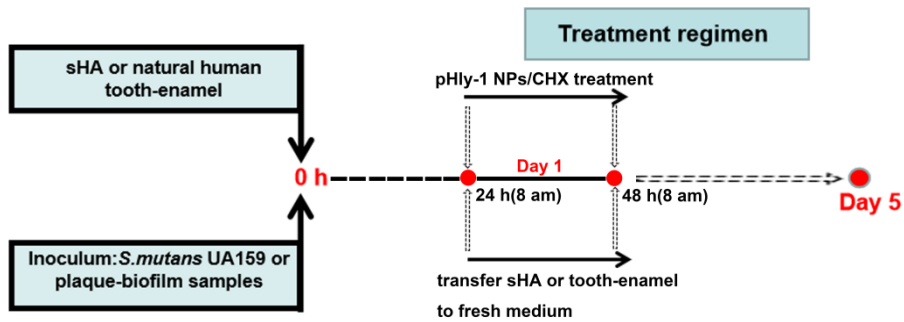 Treatment regimen
sHA or natural human
tooth-enamel
pHly-1 NPs/CHX treatment
0 h
Day 1
24 h(8 am)
48 h(8 am)
Day 5
Inoculum:S.mutans UA159 or
plaque-biofilm samples
transfer sHA or tooth-enamel
to fresh medium